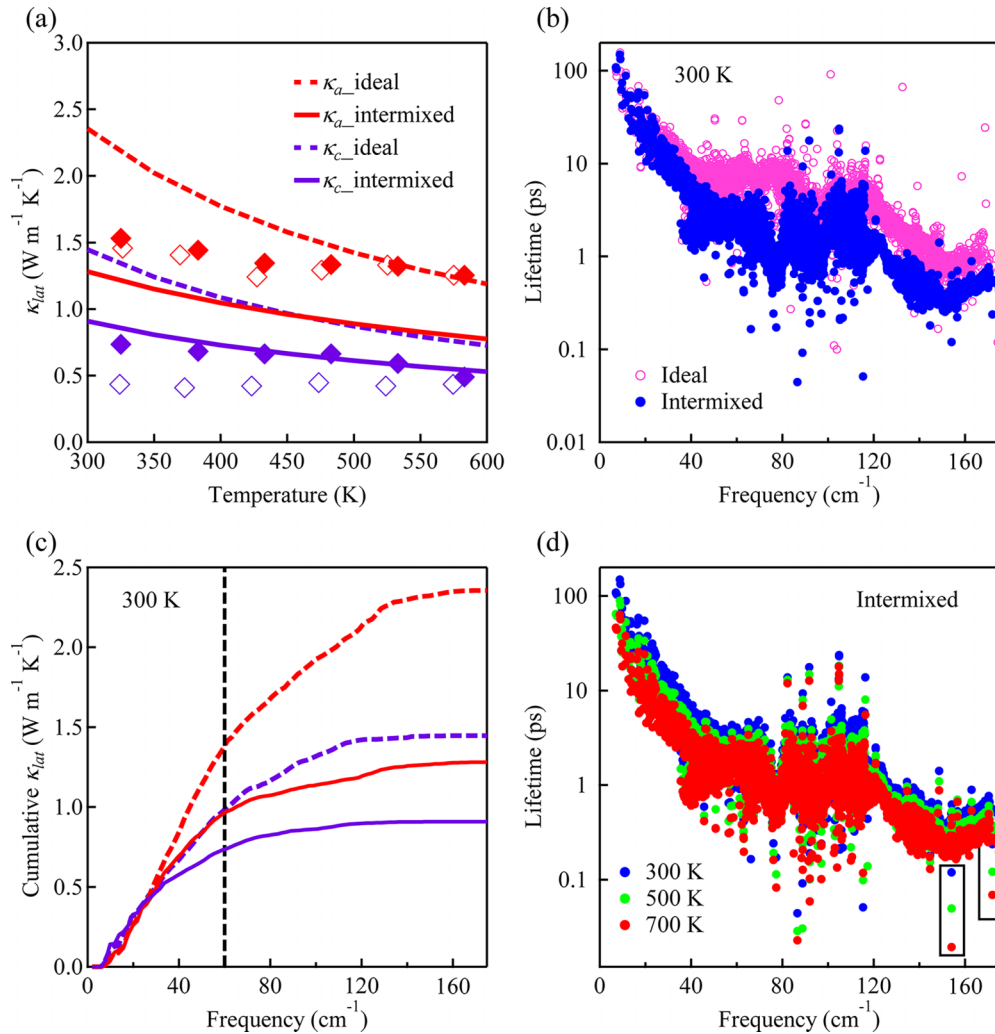 (a)
3.0
2.5
2.0
1.5
1.0
0.5
0.0
κlat (W m⁻¹ K⁻¹)
κa_ideal
κa_intermixed
κc_ideal
κc_intermixed
300 350 400 450 500 550 600
Temperature (K)
(b)
300 K
100
10
1
0.1
0.01
Lifetime (ps)
Ideal
Intermixed
0 40 80 120 160
Frequency (cm⁻¹)
(c)
300 K
2.5
2.0
1.5
1.0
0.5
0.0
Cumulative κlat (W m⁻¹ K⁻¹)
0 40 80 120 160
Frequency (cm⁻¹)
(d)
Intermixed
100
10
1
0.1
Lifetime (ps)
300 K
500 K
700 K
0 40 80 120 160
Frequency (cm⁻¹)